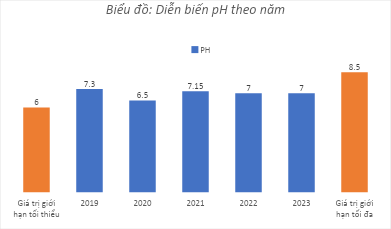 Biểu đồ: Diễn biến pH theo năm
PH
6
7.3
6.5
7.15
7
7
8.5
Giá trị giới
hạn tối thiểu
2019
2020
2021
2022
2023
Giá trị giới
hạn tối đa